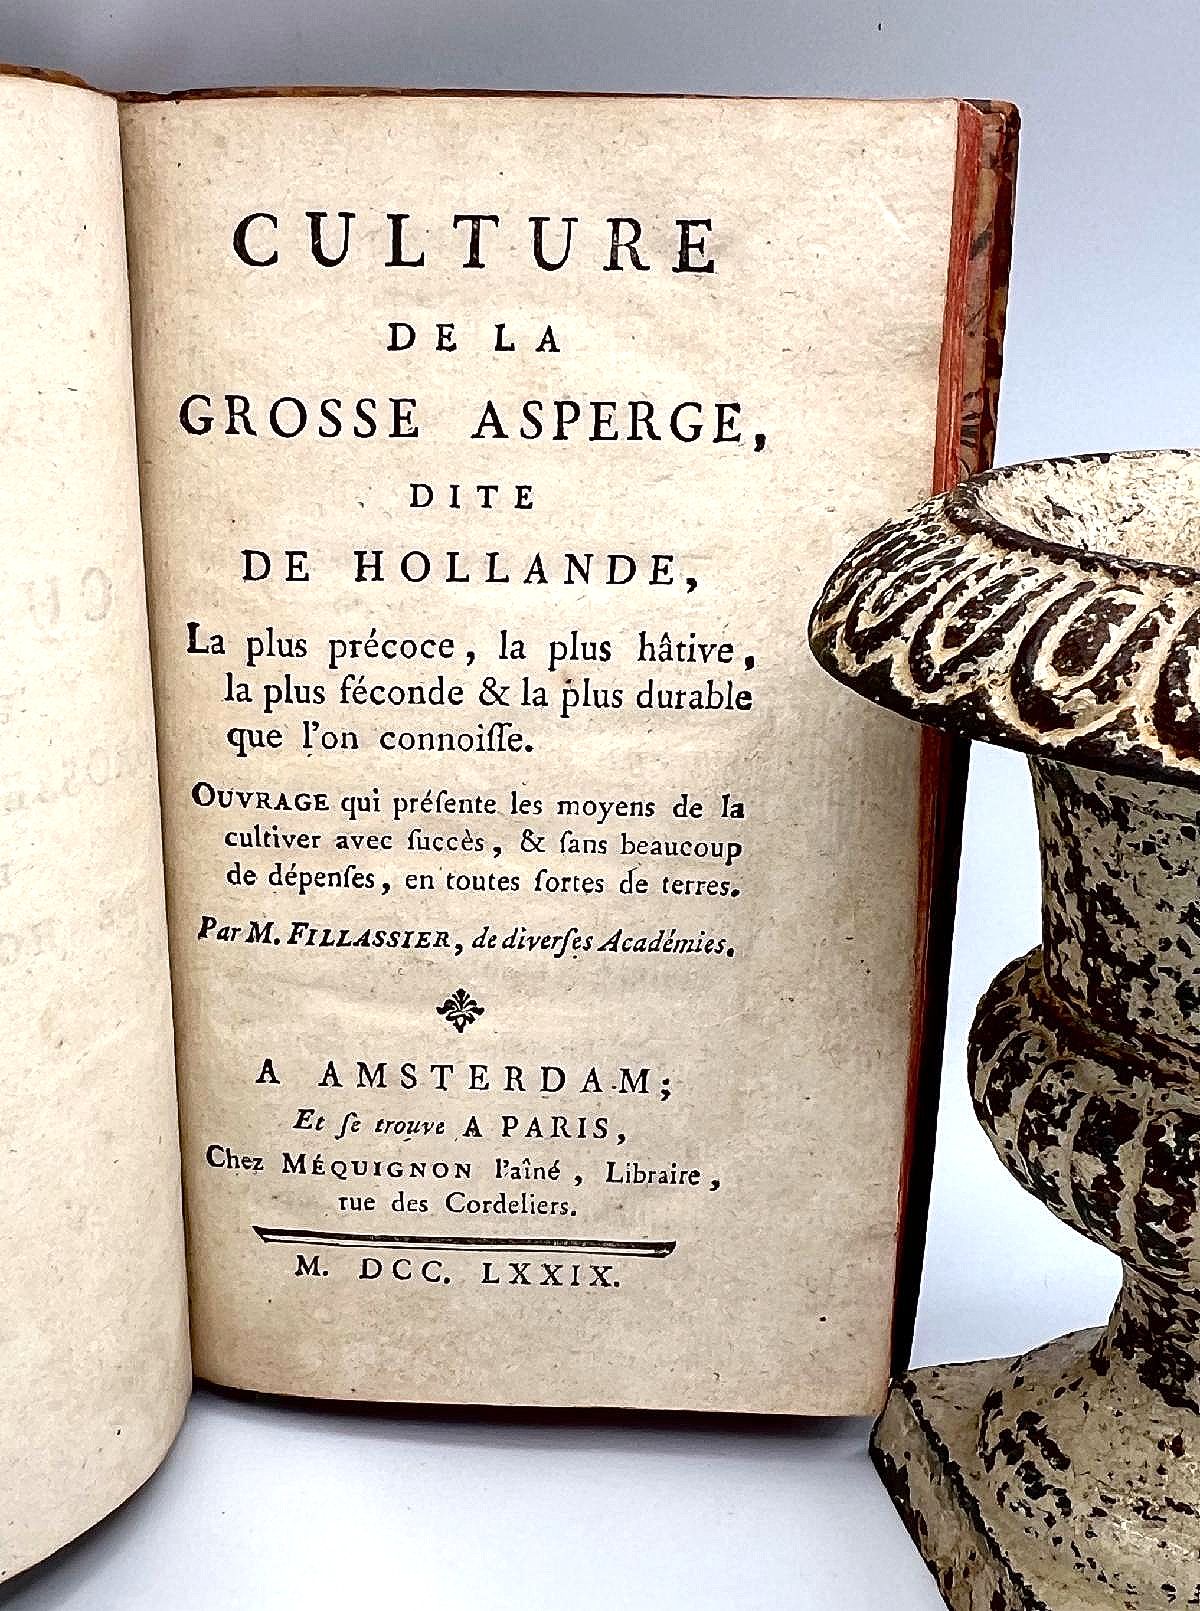 CULTURE
DE LA
GROSSE ASPERGE,
DITE
DE HOLLANDE,
La plus précoce, la plus hâtive,
la plus féconde & la plus durable
que l'on connoiſſe.
OUVRAGE qui préſente les moyens de la
cultiver avec ſuccès, & ſans beaucoup
de dépenſes, en toutes ſortes de terres.
Par M. FILLASSIER, de diverſes Académies.
A AMSTERDAM;
Et ſe trouve A PARIS,
Chez MÉQUIGNON l'aîné, Libraire,
rue des Cordeliers.
M. DCC. LXXIX.